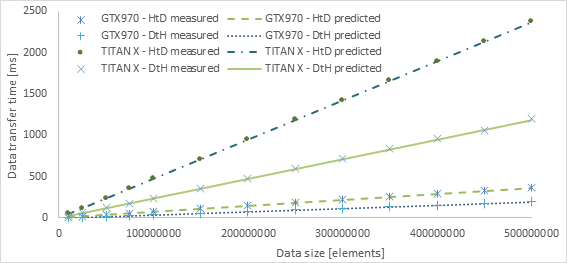 2500
2000
1500
1000
500
0
Data transfer time [ms]
GTX970 - HtD measured
GTX970 - HtD predicted
GTX970 - DtH measured
GTX970 - DtH predicted
TITAN X - HtD measured
TITAN X - HtD predicted
TITAN X - DtH measured
TITAN X - DtH predicted
0 100000000 200000000 300000000 400000000 500000000
Data size [elements]